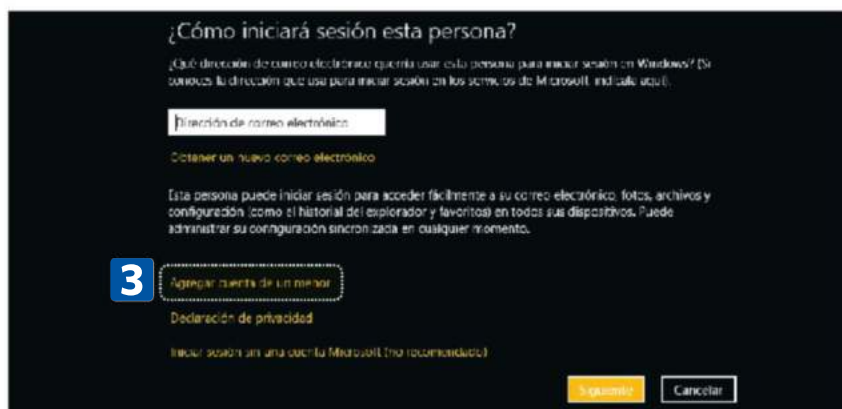 ¿Cómo iniciará sesión esta persona?
¿Qué dirección de correo electrónico querría usar esta persona para iniciar sesión en Windows? (Si
conoces la dirección que usa para iniciar sesión en los servicios de Microsoft, indícala aquí).
Dirección de correo electrónico
Obtener un nuevo correo electrónico
Esta persona puede iniciar sesión para acceder fácilmente a su correo electrónico, fotos, archivos y
configuración (como el historial del explorador y favoritos) en todos sus dispositivos. Puede
administrar su configuración sincronizada en cualquier momento.
3 Agregar cuenta de un menor
Declaración de privacidad
Iniciar sesión sin una cuenta Microsoft (no recomendado)
Siguiente Cancelar